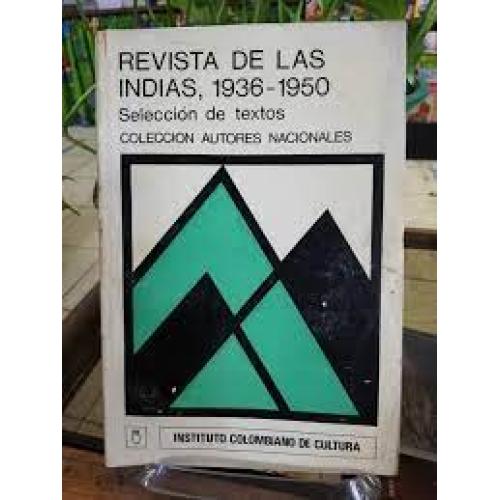 REVISTA DE LAS
INDIAS, 1936-1950
Selección de textos
COLECCION AUTORES NACIONALES
INSTITUTO COLOMBIANO DE CULTURA